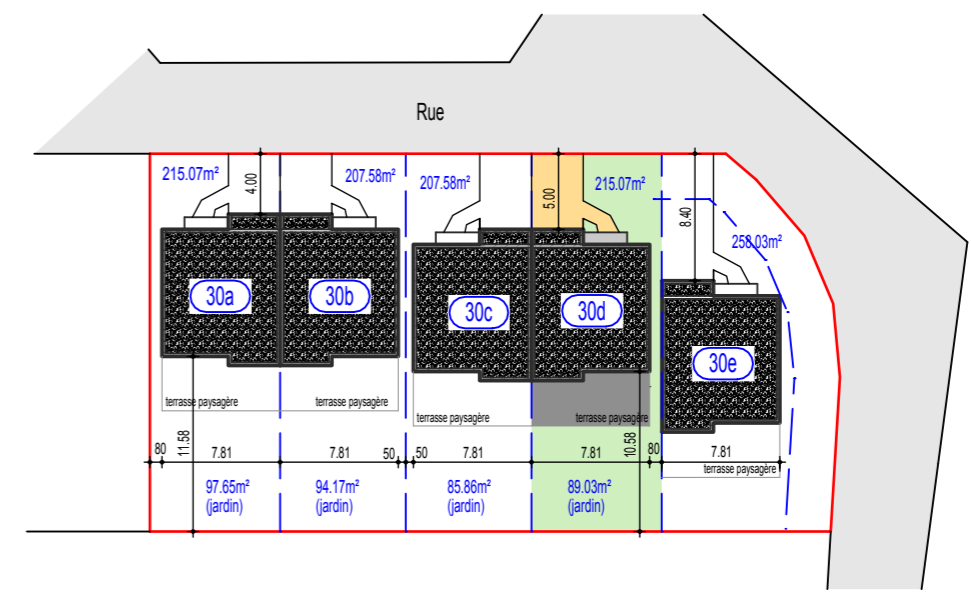 Rue
215.07m²
4.00
207.58m²
207.58m²
5.00
215.07m²
8.40
258.03m²
30a
30b
30c
30d
30e
terrasse paysagère
terrasse paysagère
terrasse paysagère
terrasse paysagère
terrasse paysagère
80
11.58
7.81
7.81
50
50
7.81
7.81
10.58
80
7.81
97.65m²
(jardin)
94.17m²
(jardin)
85.86m²
(jardin)
89.03m²
(jardin)